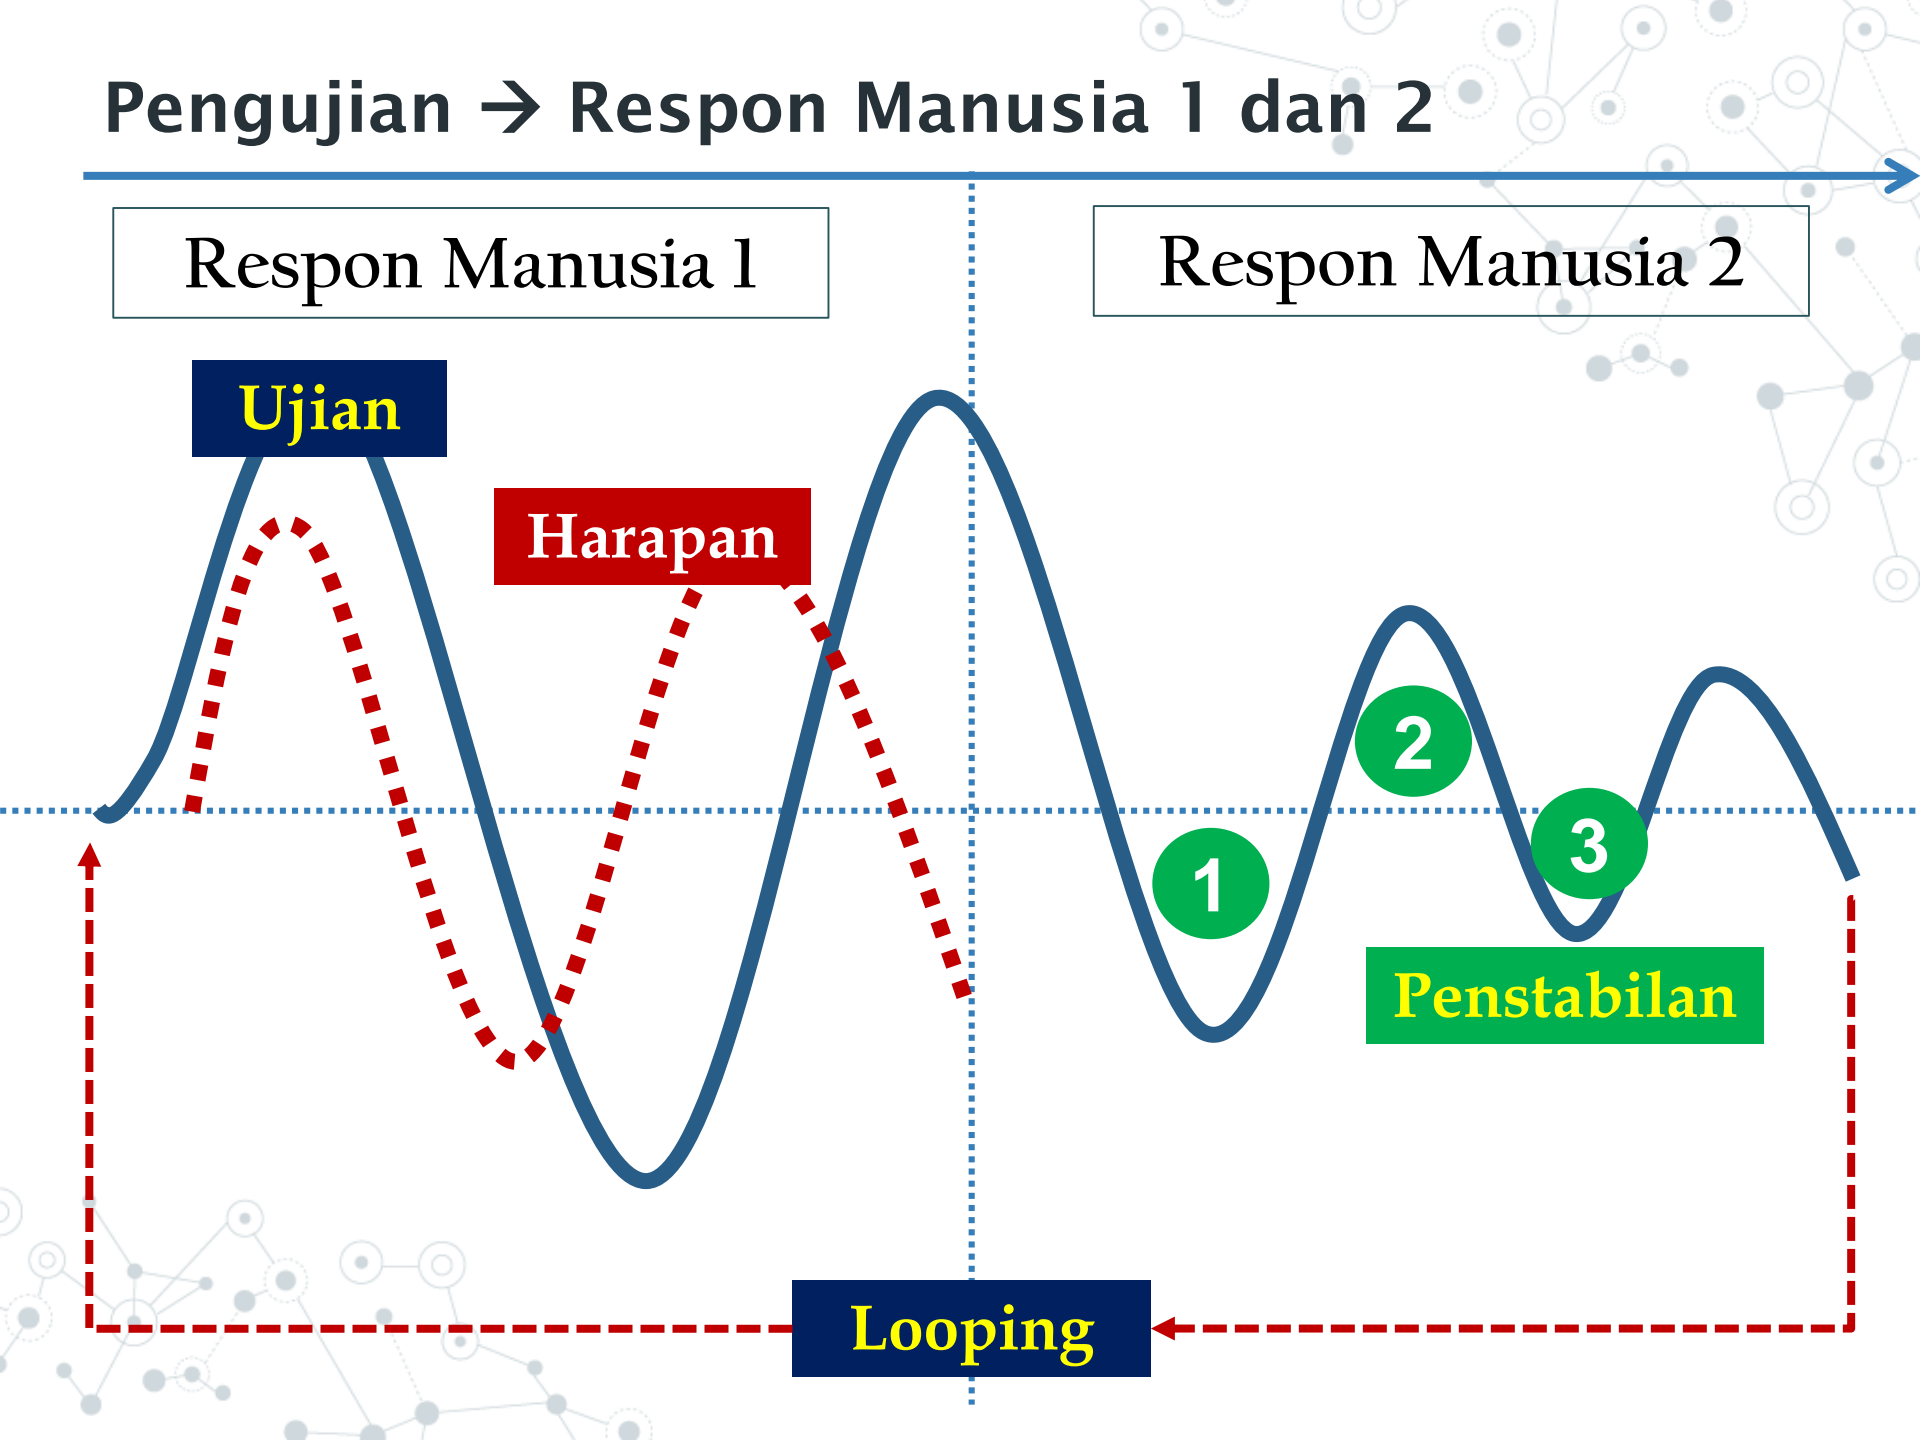 Pengujian → Respon Manusia 1 dan 2
Respon Manusia 1
Respon Manusia 2
Ujian
Harapan
2
3
1
Penstabilan
Looping